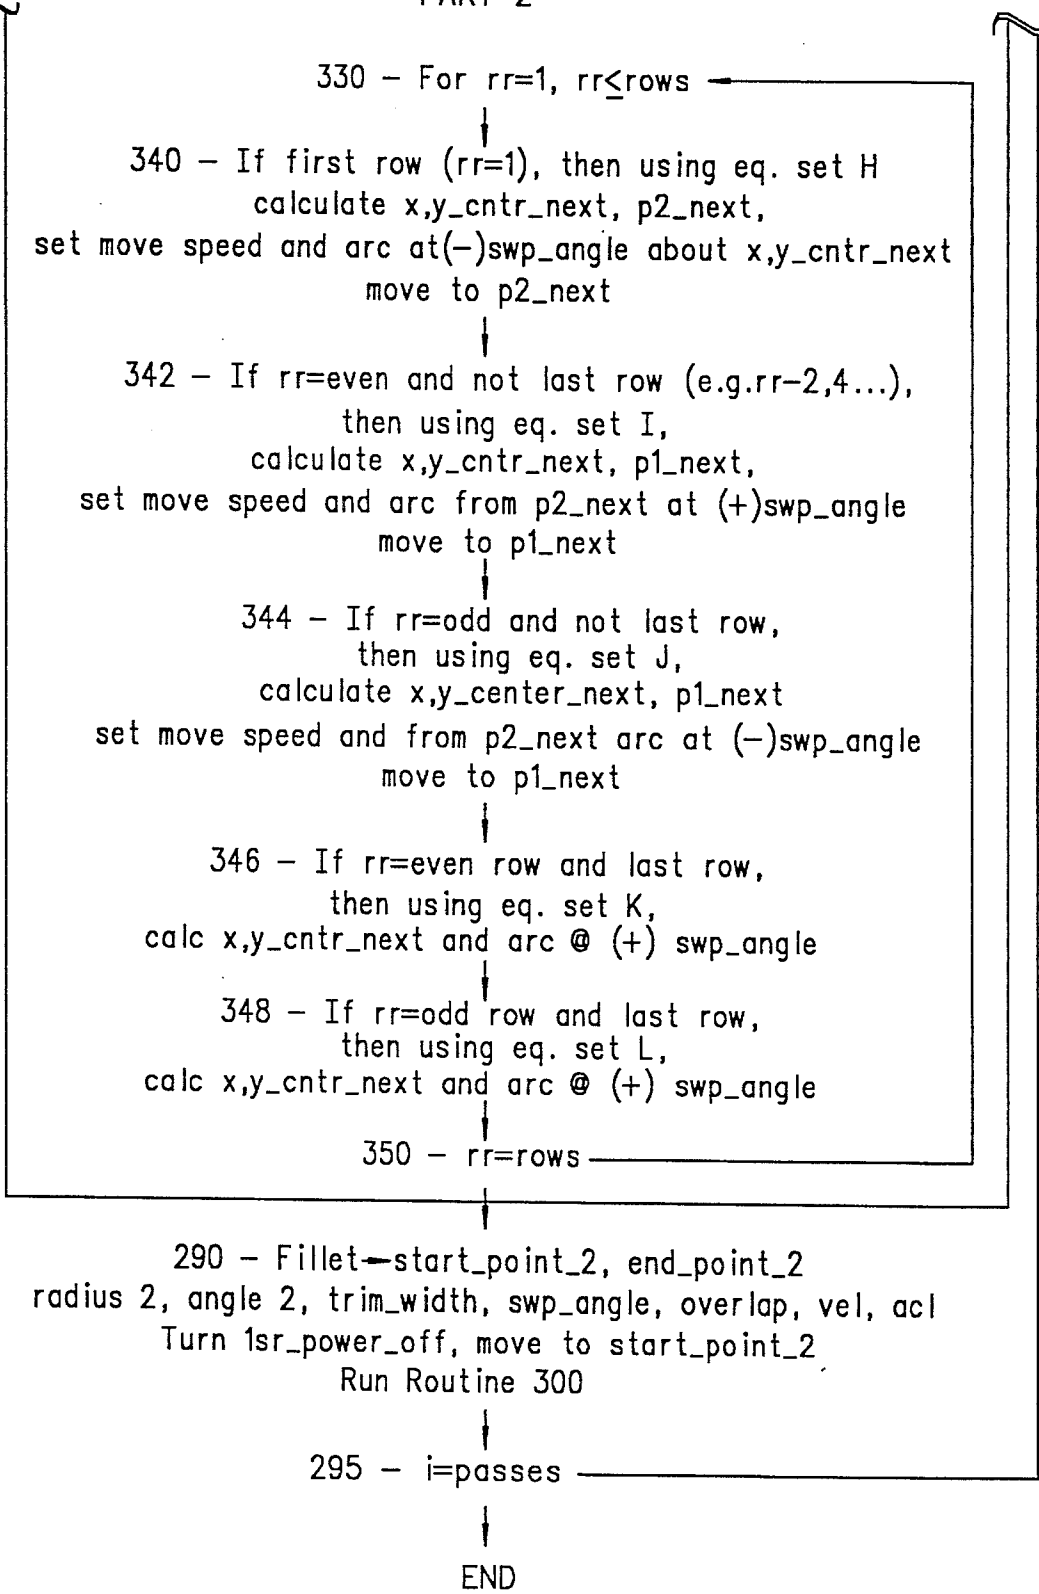 PART 2
330 – For rr=1, rr≤rows
340 – If first row (rr=1), then using eq. set H
calculate x,y_cntr_next, p2_next,
set move speed and arc at(–)swp_angle about x,y_cntr_next
move to p2_next
342 – If rr=even and not last row (e.g.rr–2,4...),
then using eq. set I,
calculate x,y_cntr_next, p1_next,
set move speed and arc from p2_next at (+)swp_angle
move to p1_next
344 – If rr=odd and not last row,
then using eq. set J,
calculate x,y_center_next, p1_next
set move speed and from p2_next arc at (–)swp_angle
move to p1_next
346 – If rr=even row and last row,
then using eq. set K,
calc x,y_cntr_next and arc @ (+) swp_angle
348 – If rr=odd row and last row,
then using eq. set L,
calc x,y_cntr_next and arc @ (+) swp_angle
350 – rr=rows
290 – Fillet←start_point_2, end_point_2
radius 2, angle 2, trim_width, swp_angle, overlap, vel, acl
Turn 1sr_power_off, move to start_point_2
Run Routine 300
295 – i=passes
END